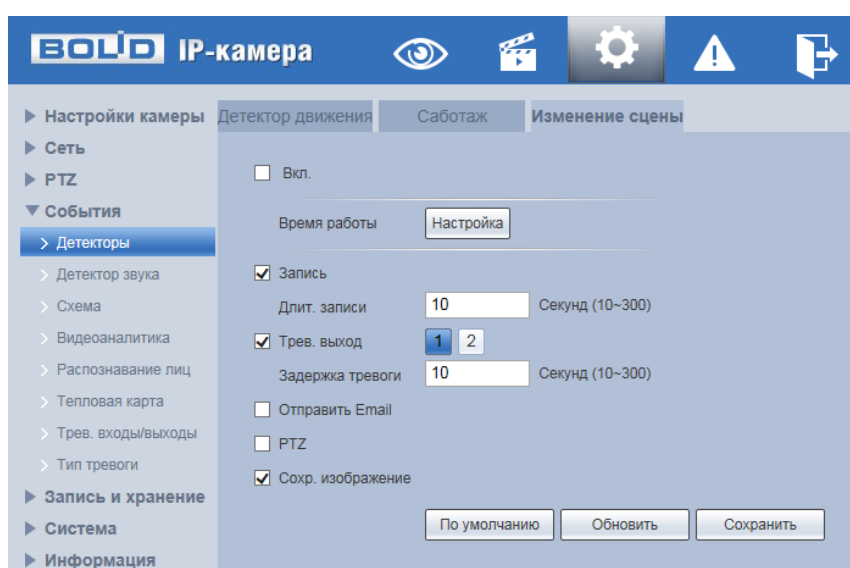 BOLID IP-камера
Настройки камеры
Сеть
PTZ
События
Детекторы
Детектор звука
Схема
Видеоаналитика
Распознавание лиц
Тепловая карта
Трев. входы/выходы
Тип тревоги
Запись и хранение
Система
Информация
Детектор движения Саботаж Изменение сцены
Вкл.
Время работы Настройка
Запись
Длит. записи 10 Секунд (10~300)
Трев. выход 1 2
Задержка тревоги 10 Секунд (10~300)
Отправить Email
PTZ
Сохр. изображение
По умолчанию Обновить Сохранить